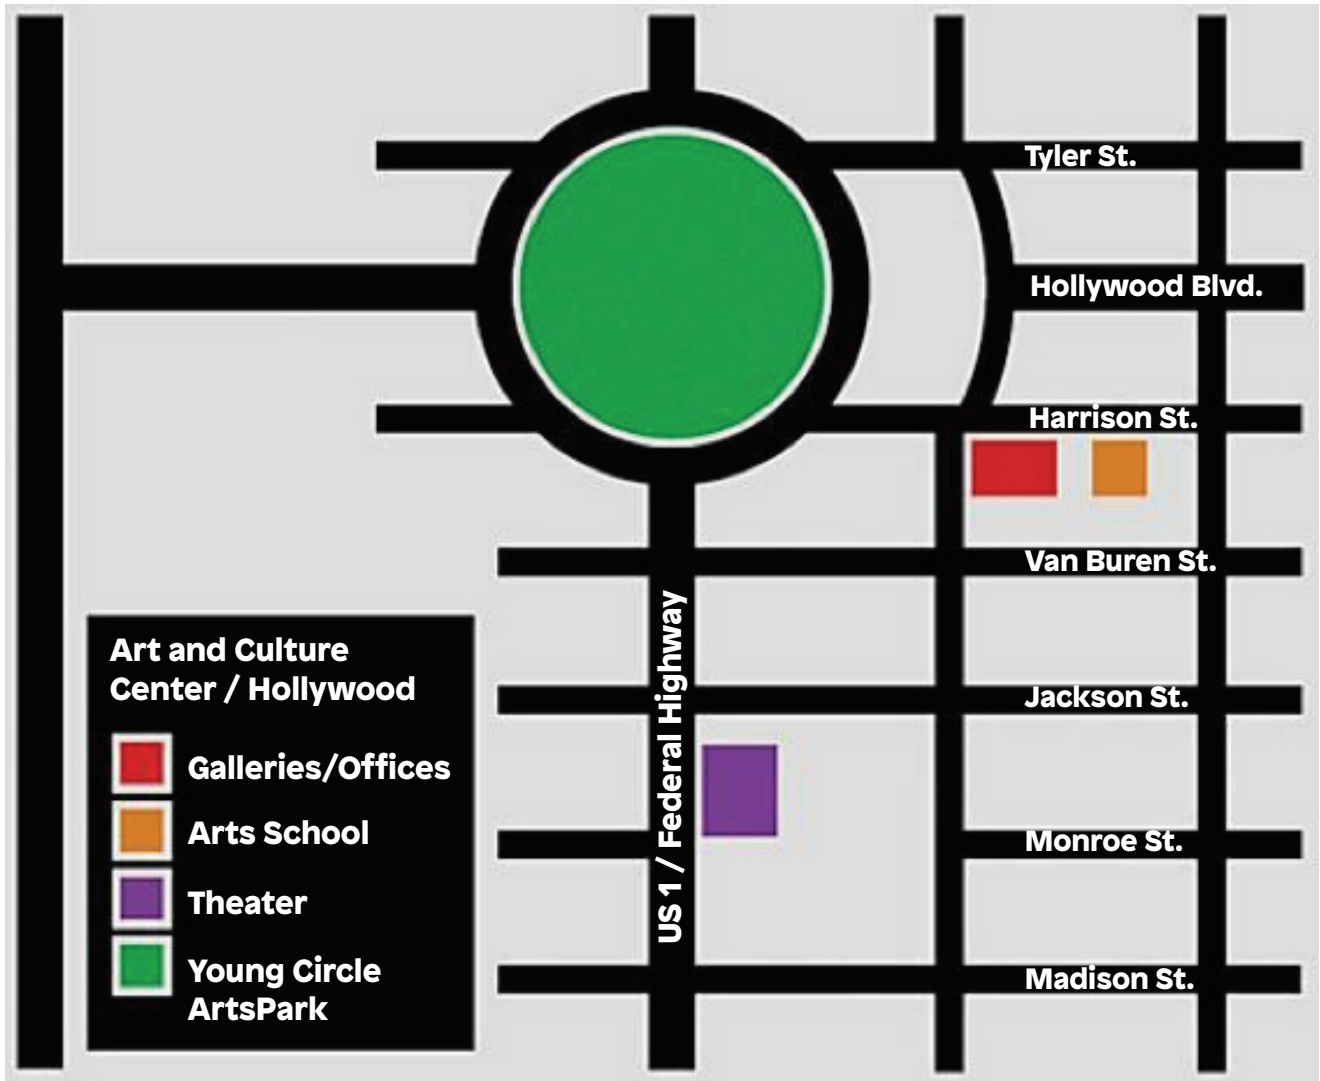 Tyler St.
Hollywood Blvd.
Harrison St.
Van Buren St.
Jackson St.
Monroe St.
Madison St.
US 1 / Federal Highway
Art and Culture
Center / Hollywood
Galleries/Offices
Arts School
Theater
Young Circle
ArtsPark